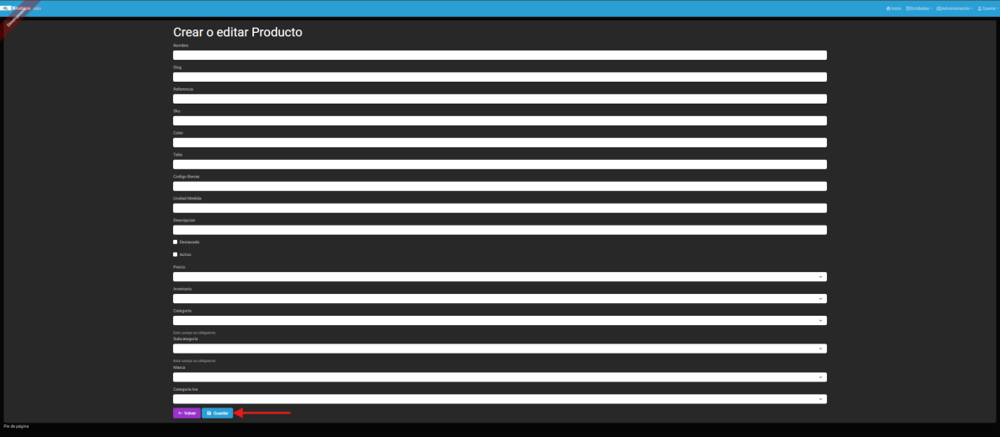 Development
Inicio Entidades Administración Cuenta
Crear o editar Producto
Nombre
Slug
Referencia
Sku
Color
Talla
Codigo Barras
Unidad Medida
Descripcion
Destacado
Activo
Precio
Inventario
Categoria
Este campo es obligatorio.
Subcategoria
Este campo es obligatorio.
Marca
Categoria Iva
Volver Guardar
Pie de página